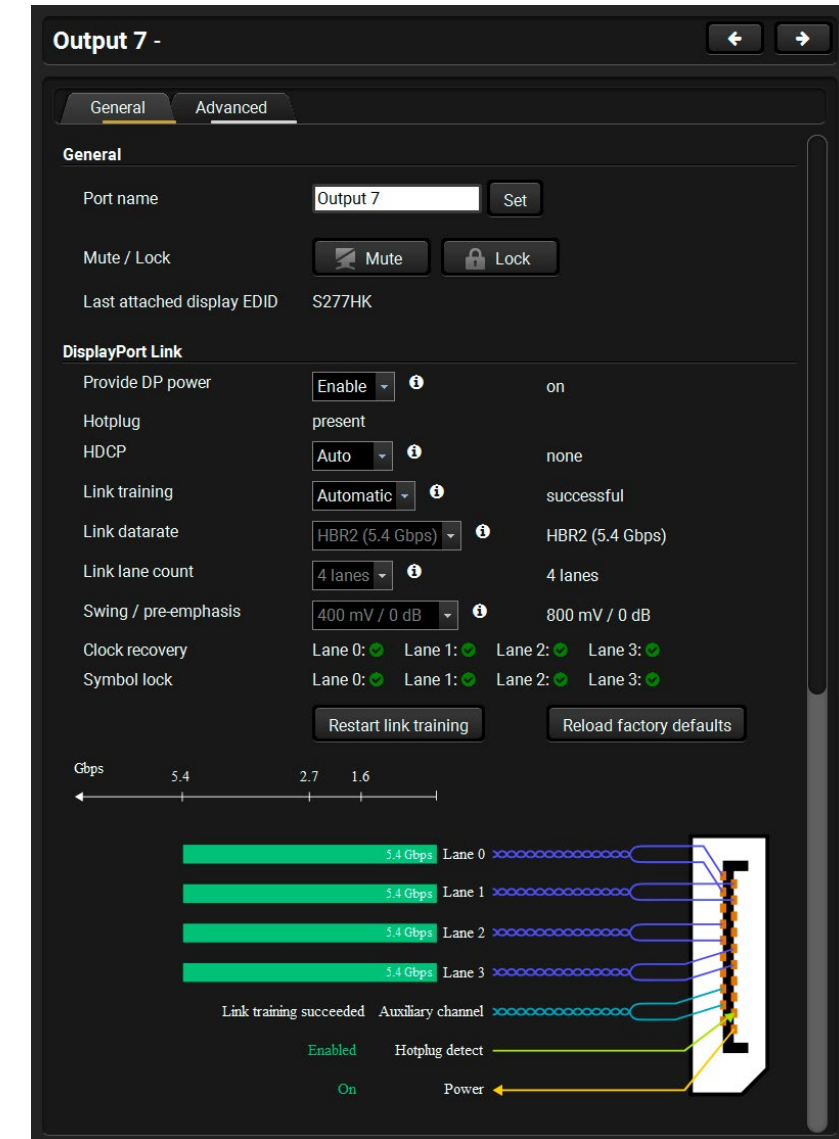 Output 7 -
General Advanced
General
Port name Output 7 Set
Mute / Lock Mute Lock
Last attached display EDID S277HK
DisplayPort Link
Provide DP power Enable on
Hotplug present
HDCP Auto none
Link training Automatic successful
Link datarate HBR2 (5.4 Gbps) HBR2 (5.4 Gbps)
Link lane count 4 lanes 4 lanes
Swing / pre-emphasis 400 mV / 0 dB 800 mV / 0 dB
Clock recovery Lane 0: Lane 1: Lane 2: Lane 3:
Symbol lock Lane 0: Lane 1: Lane 2: Lane 3:
Restart link training Reload factory defaults
Gbps 5.4 2.7 1.6
5.4 Gbps Lane 0
5.4 Gbps Lane 1
5.4 Gbps Lane 2
5.4 Gbps Lane 3
Link training succeeded Auxiliary channel
Enabled Hotplug detect
On Power